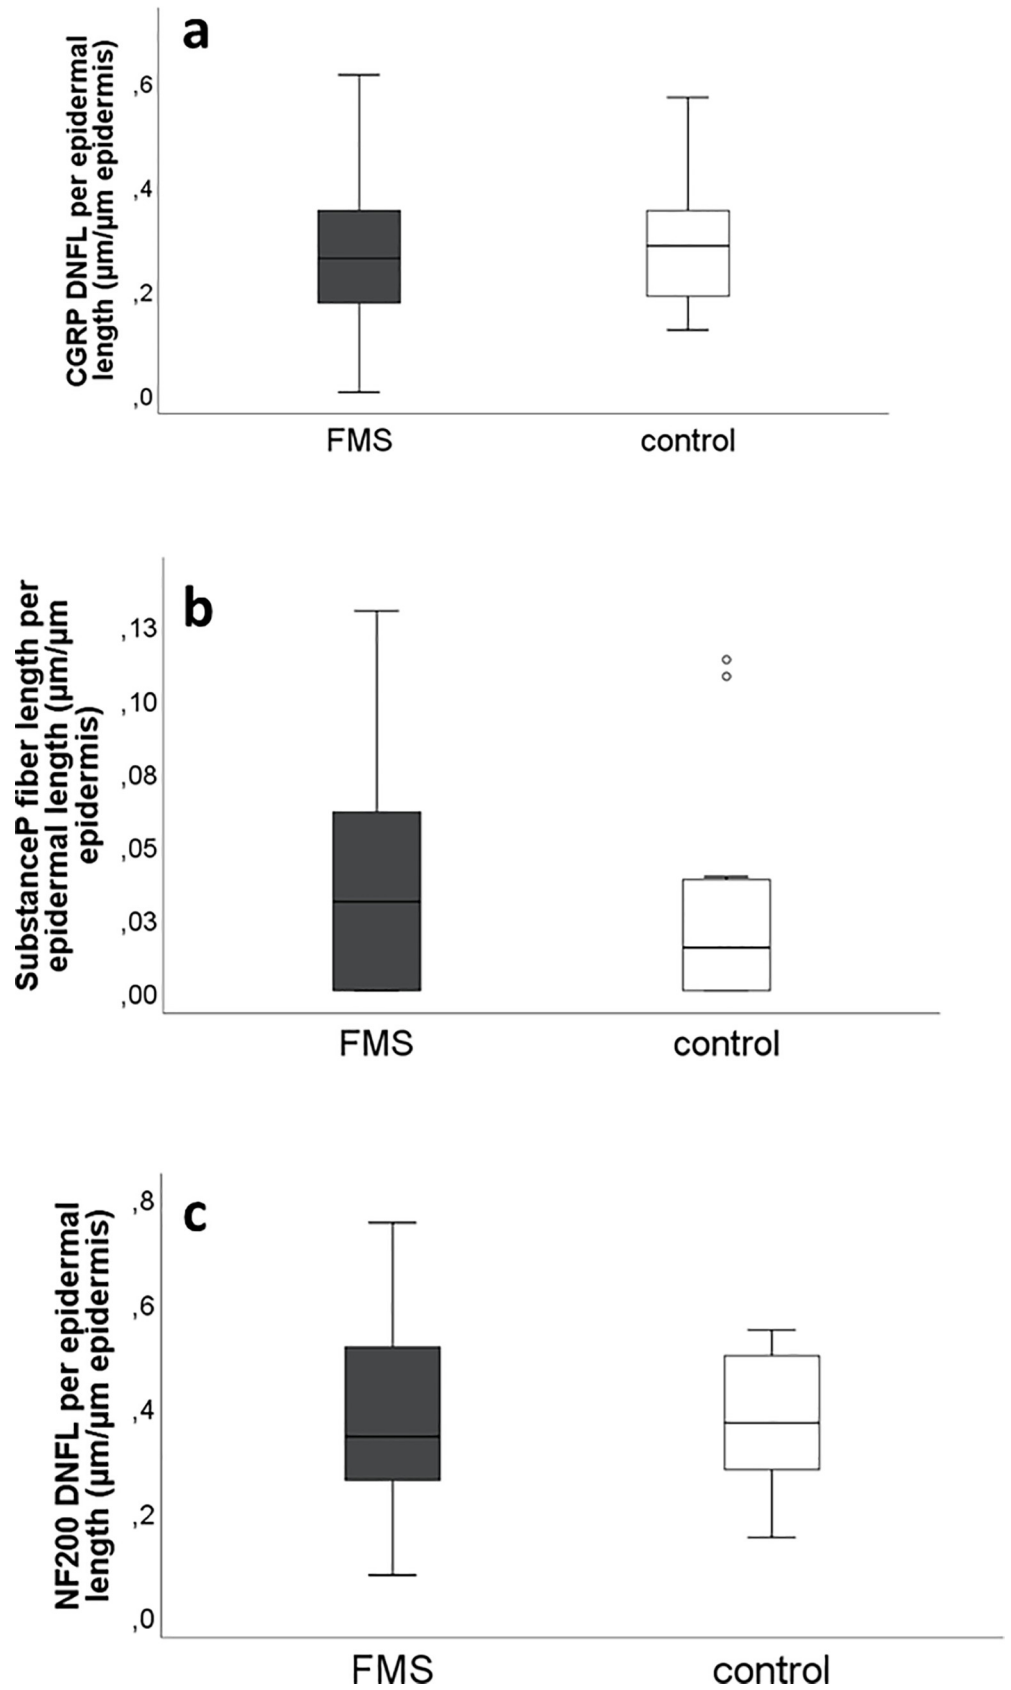 a
CGRP DNFL per epidermal
length (µm/µm epidermis)
,6
,4
,2
,0
FMS control
b
SubstanceP fiber length per
epidermal length (µm/µm
epidermis)
,13
,10
,08
,05
,03
,00
FMS control
c
NF200 DNFL per epidermal
length (µm/µm epidermis)
,8
,6
,4
,2
,0
FMS control